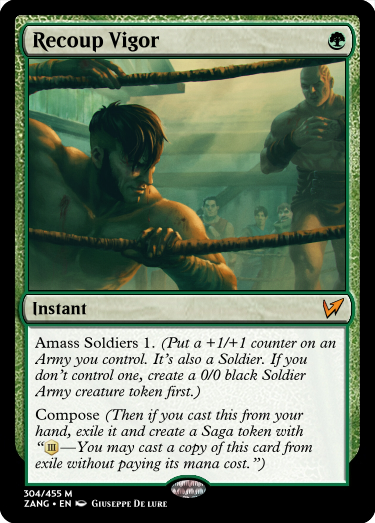 Recoup Vigor
Instant
Amass Soldiers 1. (Put a +1/+1 counter on an
Army you control. It's also a Soldier. If you
don't control one, create a 0/0 black Soldier
Army creature token first.)
Compose (Then if you cast this from your
hand, exile it and create a Saga token with
“III—You may cast a copy of this card from
exile without paying its mana cost.”)
304/455 M
ZANG • EN Giuseppe De Lure